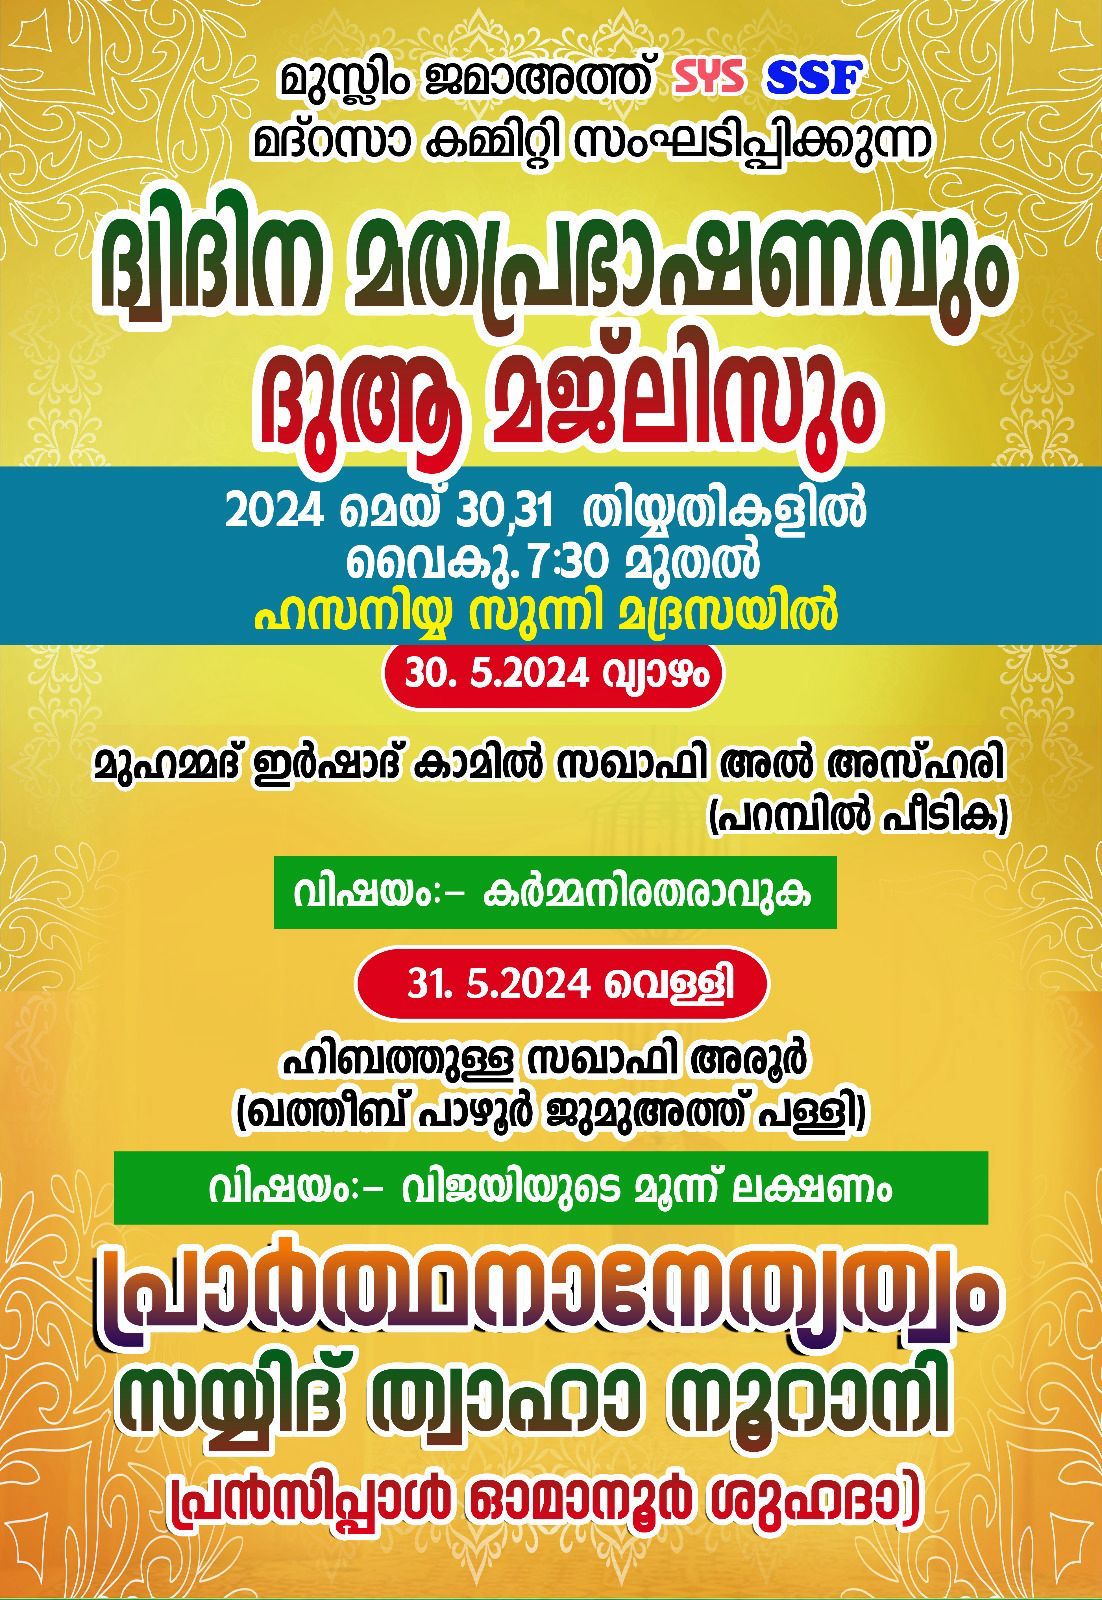 മുസ്ലിം ജമാഅത്ത് SYS SSF
മദ്റസാ കമ്മിറ്റി സംഘടിപ്പിക്കുന്ന
ദ്വിദിന മതപ്രഭാഷണവും
ദുആ മജ്ലിസും
2024 മെയ് 30,31 തിയ്യതികളിൽ
വൈകു. 7:30 മുതൽ
ഹസനിയ്യ സുന്നി മദ്രസയിൽ
30. 5.2024 വ്യാഴം
മുഹമ്മദ് ഇർഷാദ് കാമിൽ സഖാഫി അൽ അസ്ഹരി
(പറമ്പിൽ പീടിക)
വിഷയം:- കർമ്മനിരതരാവുക
31. 5.2024 വെള്ളി
ഹിബത്തുള്ള സഖാഫി അരൂർ
(ഖത്തീബ് പാഴൂർ ജുമുഅത്ത് പള്ളി)
വിഷയം:- വിജയിയുടെ മൂന്ന് ലക്ഷണം
പ്രാർത്ഥനാനേത്യത്വം
സയ്യിദ് ത്വാഹാ നൂറാനി
പ്രൻസിപ്പാൾ ഓമാനൂർ ശുഹദാ)